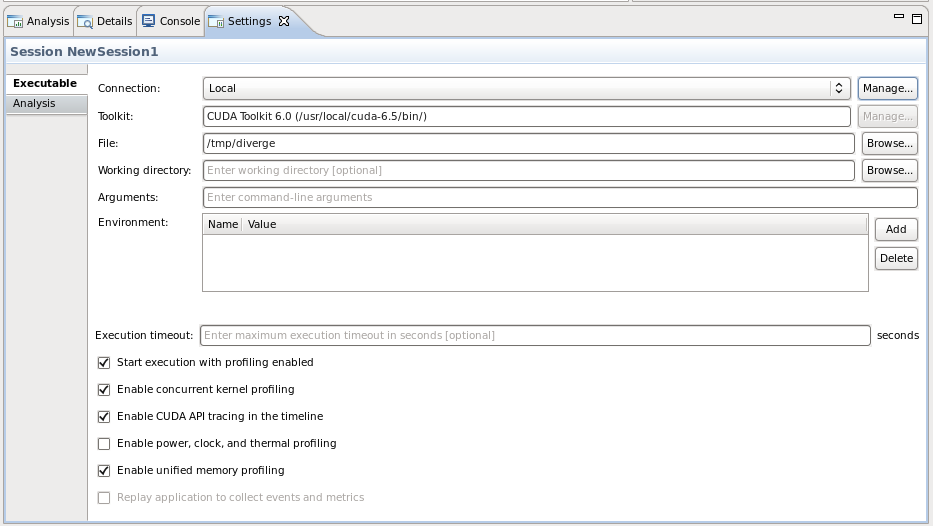 Analysis Details Console Settings
Session NewSession1
Executable
Analysis
Connection: Local Manage...
Toolkit: CUDA Toolkit 6.0 (/usr/local/cuda-6.5/bin/) Manage...
File: /tmp/diverge Browse...
Working directory: Enter working directory [optional] Browse...
Arguments: Enter command-line arguments
Environment: Name Value
Add
Delete
Execution timeout: Enter maximum execution timeout in seconds [optional] seconds
Start execution with profiling enabled
Enable concurrent kernel profiling
Enable CUDA API tracing in the timeline
Enable power, clock, and thermal profiling
Enable unified memory profiling
Replay application to collect events and metrics